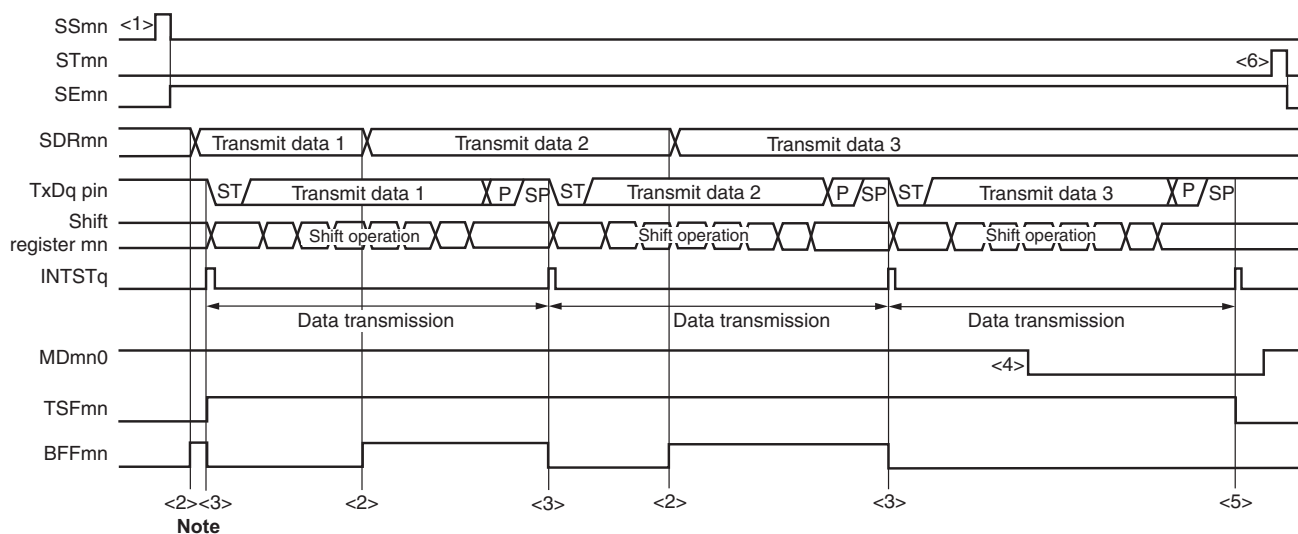 SSmn <1>
STmn <6>
SEmn
SDRmn Transmit data 1 Transmit data 2 Transmit data 3
TxDq pin ST Transmit data 1 P SP ST Transmit data 2 P SP ST Transmit data 3 P SP
Shift
register mn Shift operation Shift operation Shift operation
INTSTq
Data transmission Data transmission Data transmission
MDmn0 <4>
TSFmn
BFFmn
<2> <3> <2> <3> <2> <3> <5>
Note